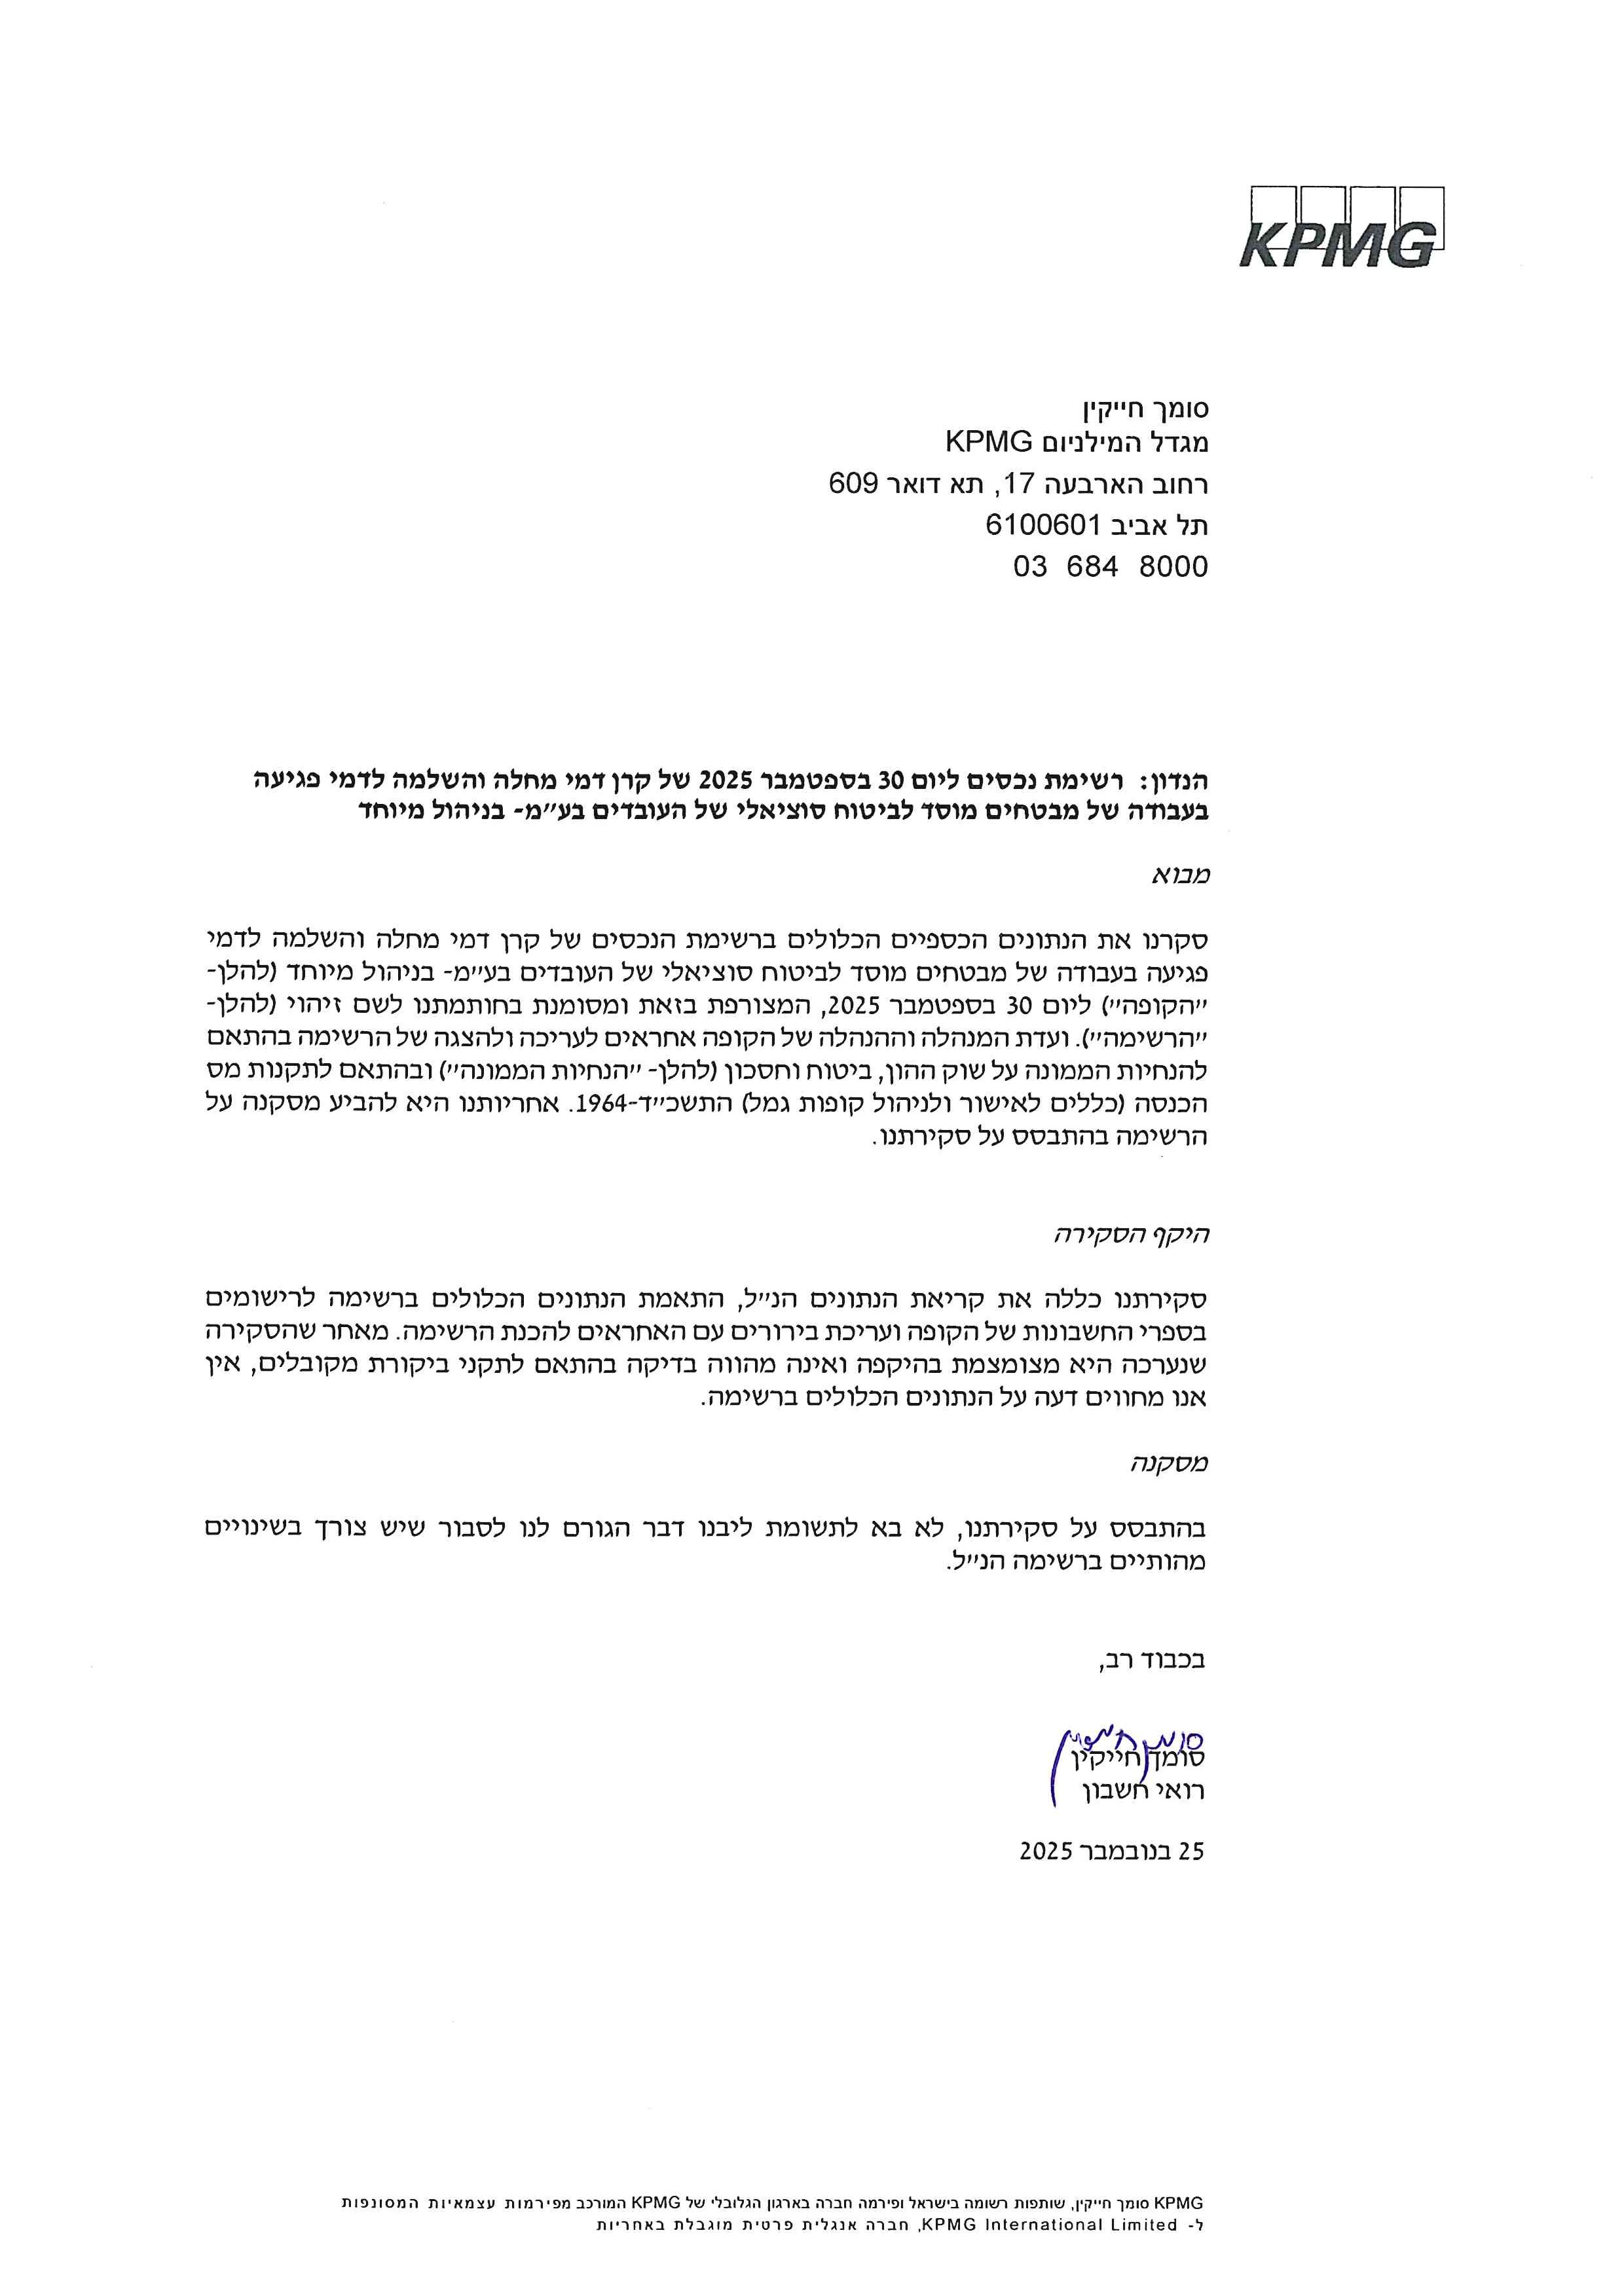 KPMG
סומך חייקין
מגדל המילניום KPMG
רחוב הארבעה 17, תא דואר 609
תל אביב 6100601
03 684 8000
הנדון: רשימת נכסים ליום 30 בספטמבר 2025 של קרן דמי מחלה והשלמה לדמי פגיעה
בעבודה של מבטחים מוסד לביטוח סוציאלי של העובדים בע״מ- בניהול מיוחד
מבוא
סקרנו את הנתונים הכספיים הכלולים ברשימת הנכסים של קרן דמי מחלה והשלמה לדמי
פגיעה בעבודה של מבטחים מוסד לביטוח סוציאלי של העובדים בע״מ- בניהול מיוחד (להלן-
״הקופה״) ליום 30 בספטמבר 2025, המצורפת בזאת ומסומנת בחותמתנו לשם זיהוי (להלן-
״הרשימה״). ועדת המנהלה וההנהלה של הקופה אחראים לעריכה ולהצגה של הרשימה בהתאם
להנחיות הממונה על שוק ההון, ביטוח וחסכון (להלן- ״הנחיות הממונה״) ובהתאם לתקנות מס
הכנסה (כללים לאישור ולניהול קופות גמל) התשכ״ד-1964. אחריותנו היא להביע מסקנה על
הרשימה בהתבסס על סקירתנו.
היקף הסקירה
סקירתנו כללה את קריאת הנתונים הנ״ל, התאמת הנתונים הכלולים ברשימה לרישומים
בספרי החשבונות של הקופה ועריכת בירורים עם האחראים להכנת הרשימה. מאחר שהסקירה
שנערכה היא מצומצמת בהיקפה ואינה מהווה בדיקה בהתאם לתקני ביקורת מקובלים, אין
אנו מחווים דעה על הנתונים הכלולים ברשימה.
מסקנה
בהתבסס על סקירתנו, לא בא לתשומת ליבנו דבר הגורם לנו לסבור שיש צורך בשינויים
מהותיים ברשימה הנ״ל.
בכבוד רב,
סומך חייקין
סומך חייקין
רואי חשבון
25 בנובמבר 2025
KPMG סומך חייקין, שותפות רשומה בישראל ופירמה חברה בארגון הגלובלי של KPMG המורכב מפירמות עצמאיות המסונפות
ל- KPMG International Limited, חברה אנגלית פרטית מוגבלת באחריות